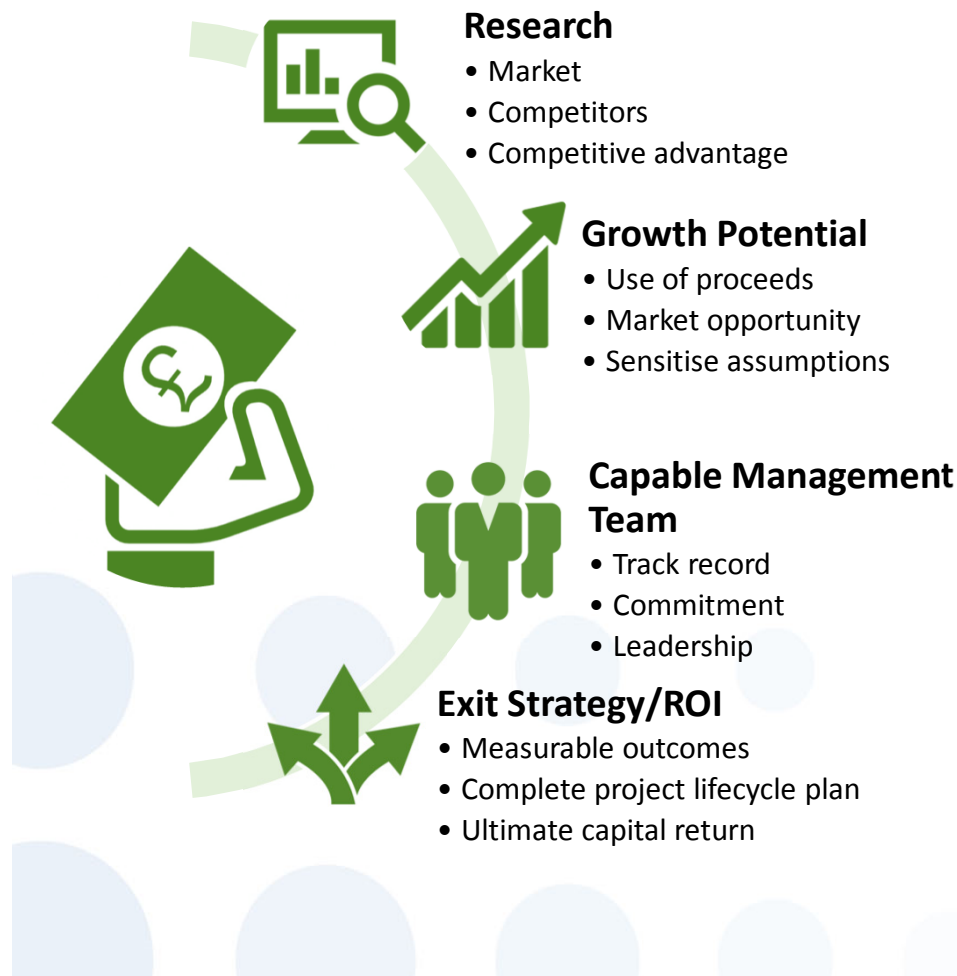 Research
• Market
• Competitors
• Competitive advantage
Growth Potential
• Use of proceeds
• Market opportunity
• Sensitise assumptions
£
Capable Management
Team
• Track record
• Commitment
• Leadership
Exit Strategy/ROI
• Measurable outcomes
• Complete project lifecycle plan
• Ultimate capital return